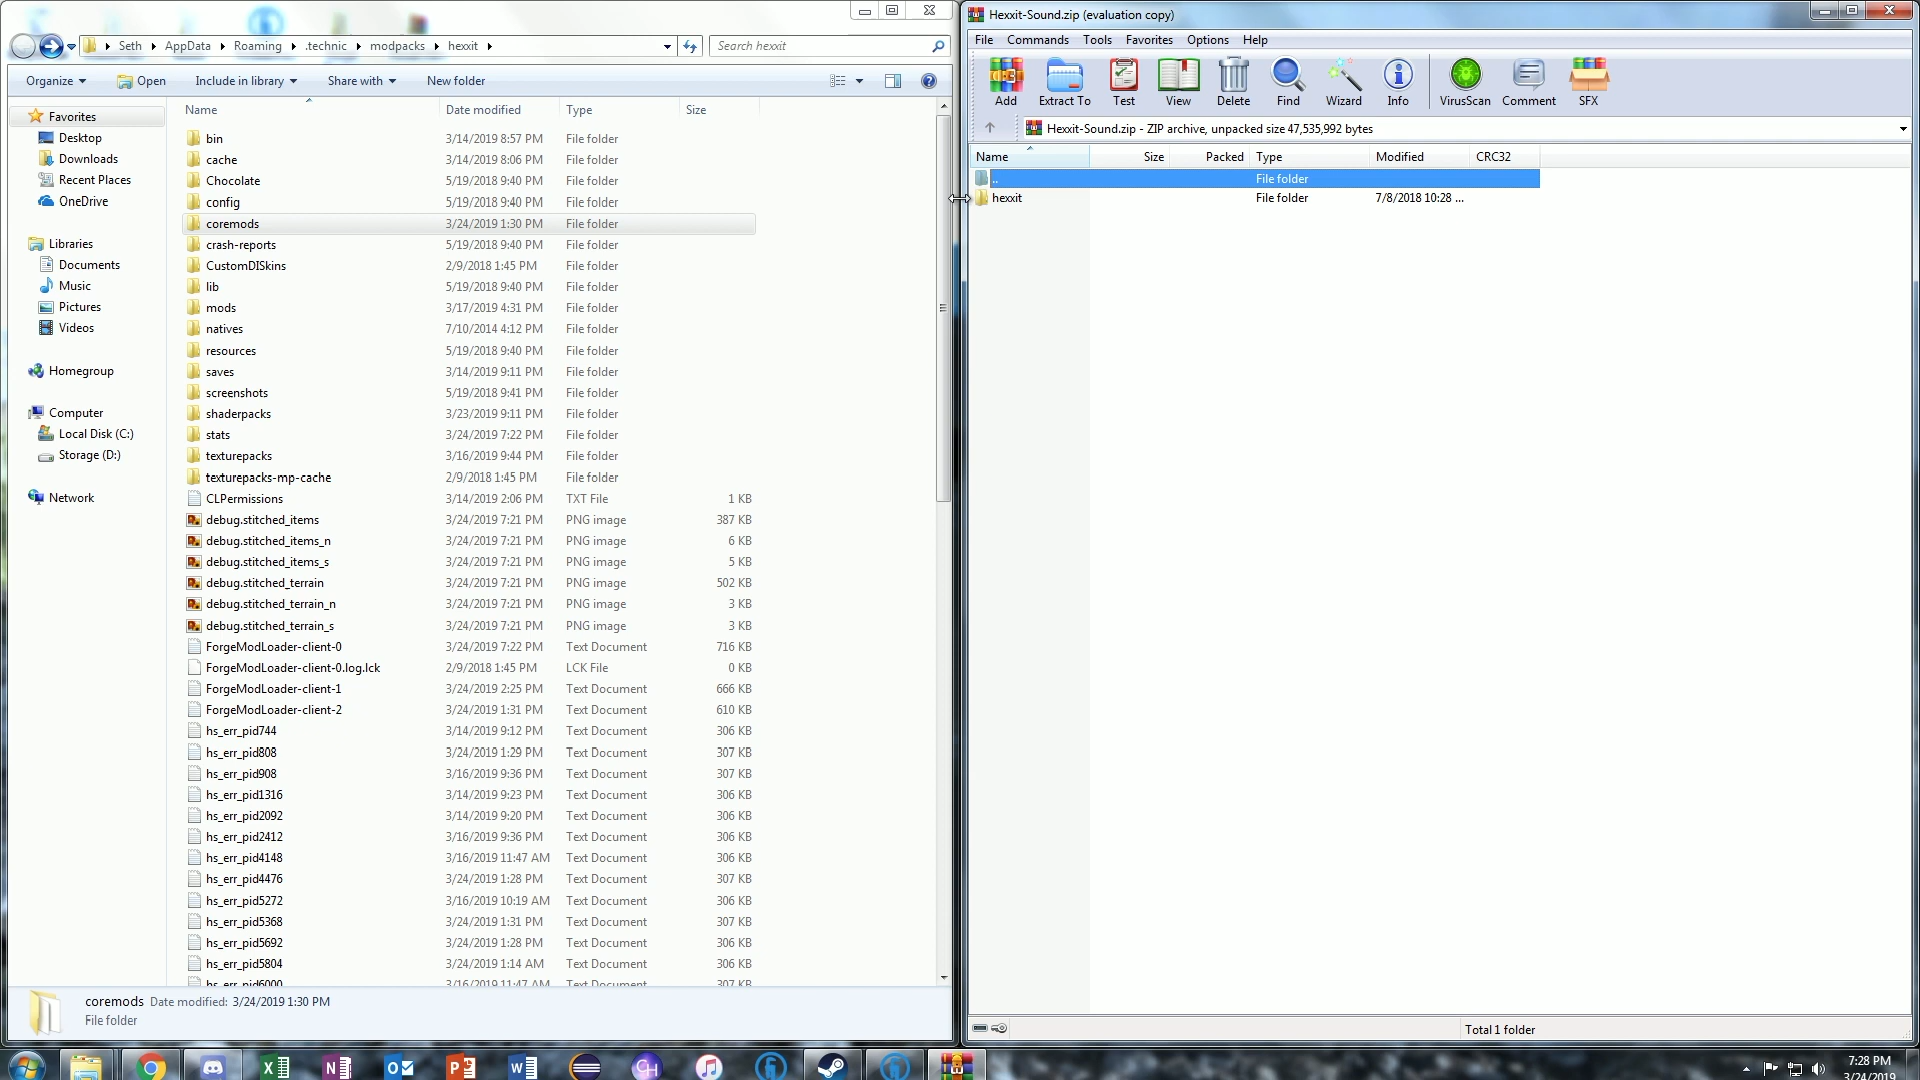 Seth AppData Roaming .technic modpacks hexxit
Search hexxit
Organize Open Include in library Share with New folder
Favorites
Desktop
Downloads
Recent Places
OneDrive
Libraries
Documents
Music
Pictures
Videos
Homegroup
Computer
Local Disk (C:)
Storage (D:)
Network
Name Date modified Type Size
bin 3/14/2019 8:57 PM File folder
cache 3/14/2019 8:06 PM File folder
Chocolate 5/19/2018 9:40 PM File folder
config 5/19/2018 9:40 PM File folder
coremods 3/24/2019 1:30 PM File folder
crash-reports 5/19/2018 9:40 PM File folder
CustomDISkins 2/9/2018 1:45 PM File folder
lib 5/19/2018 9:40 PM File folder
mods 3/17/2019 4:31 PM File folder
natives 7/10/2014 4:12 PM File folder
resources 5/19/2018 9:40 PM File folder
saves 3/14/2019 9:11 PM File folder
screenshots 5/19/2018 9:41 PM File folder
shaderpacks 3/23/2019 9:11 PM File folder
stats 3/24/2019 7:22 PM File folder
texturepacks 3/16/2019 9:44 PM File folder
texturepacks-mp-cache 2/9/2018 1:45 PM File folder
CLPermissions 3/14/2019 2:06 PM TXT File 1 KB
debug.stitched_items 3/24/2019 7:21 PM PNG image 387 KB
debug.stitched_items_n 3/24/2019 7:21 PM PNG image 6 KB
debug.stitched_items_s 3/24/2019 7:21 PM PNG image 5 KB
debug.stitched_terrain 3/24/2019 7:21 PM PNG image 502 KB
debug.stitched_terrain_n 3/24/2019 7:21 PM PNG image 3 KB
debug.stitched_terrain_s 3/24/2019 7:21 PM PNG image 3 KB
ForgeModLoader-client-0 3/24/2019 7:22 PM Text Document 716 KB
ForgeModLoader-client-0.log.lck 2/9/2018 1:45 PM LCK File 0 KB
ForgeModLoader-client-1 3/24/2019 2:25 PM Text Document 666 KB
ForgeModLoader-client-2 3/24/2019 1:31 PM Text Document 610 KB
hs_err_pid744 3/14/2019 9:12 PM Text Document 306 KB
hs_err_pid808 3/24/2019 1:29 PM Text Document 307 KB
hs_err_pid908 3/16/2019 9:36 PM Text Document 307 KB
hs_err_pid1316 3/14/2019 9:23 PM Text Document 306 KB
hs_err_pid2092 3/14/2019 9:20 PM Text Document 306 KB
hs_err_pid2412 3/16/2019 9:36 PM Text Document 306 KB
hs_err_pid4148 3/16/2019 11:47 AM Text Document 306 KB
hs_err_pid4476 3/24/2019 1:28 PM Text Document 307 KB
hs_err_pid5272 3/16/2019 10:19 AM Text Document 306 KB
hs_err_pid5368 3/24/2019 1:31 PM Text Document 307 KB
hs_err_pid5692 3/24/2019 1:28 PM Text Document 306 KB
hs_err_pid5804 3/24/2019 1:14 AM Text Document 306 KB
hs_err_pid6000 3/16/2019 11:47 AM Text Document 307 KB
coremods Date modified: 3/24/2019 1:30 PM
File folder
Hexxit-Sound.zip (evaluation copy)
File Commands Tools Favorites Options Help
Add Extract To Test View Delete Find Wizard Info VirusScan Comment SFX
Hexxit-Sound.zip - ZIP archive, unpacked size 47,535,992 bytes
Name Size Packed Type Modified CRC32
.. File folder
hexxit File folder 7/8/2018 10:28 ...
Total 1 folder
7:28 PM
3/24/2019